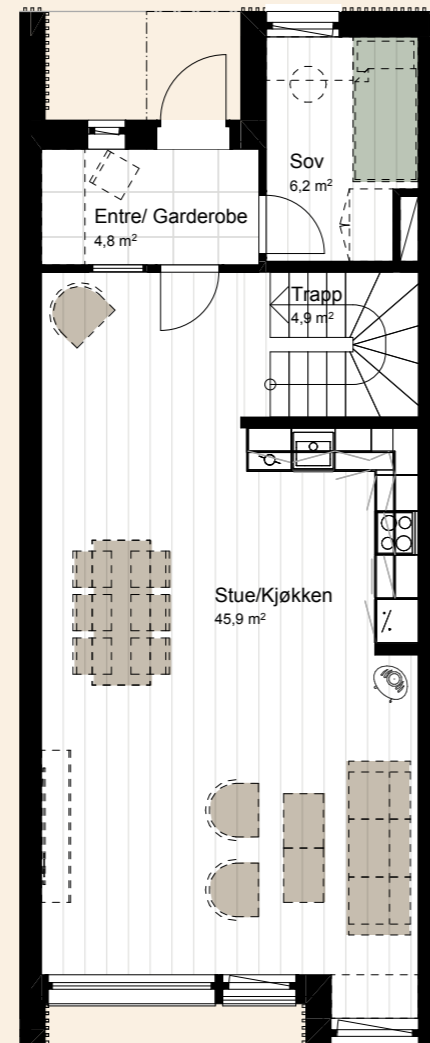 Sov
6,2 m²
Entre/ Garderobe
4,8 m²
Trapp
4,9 m²
Stue/Kjøkken
45,9 m²